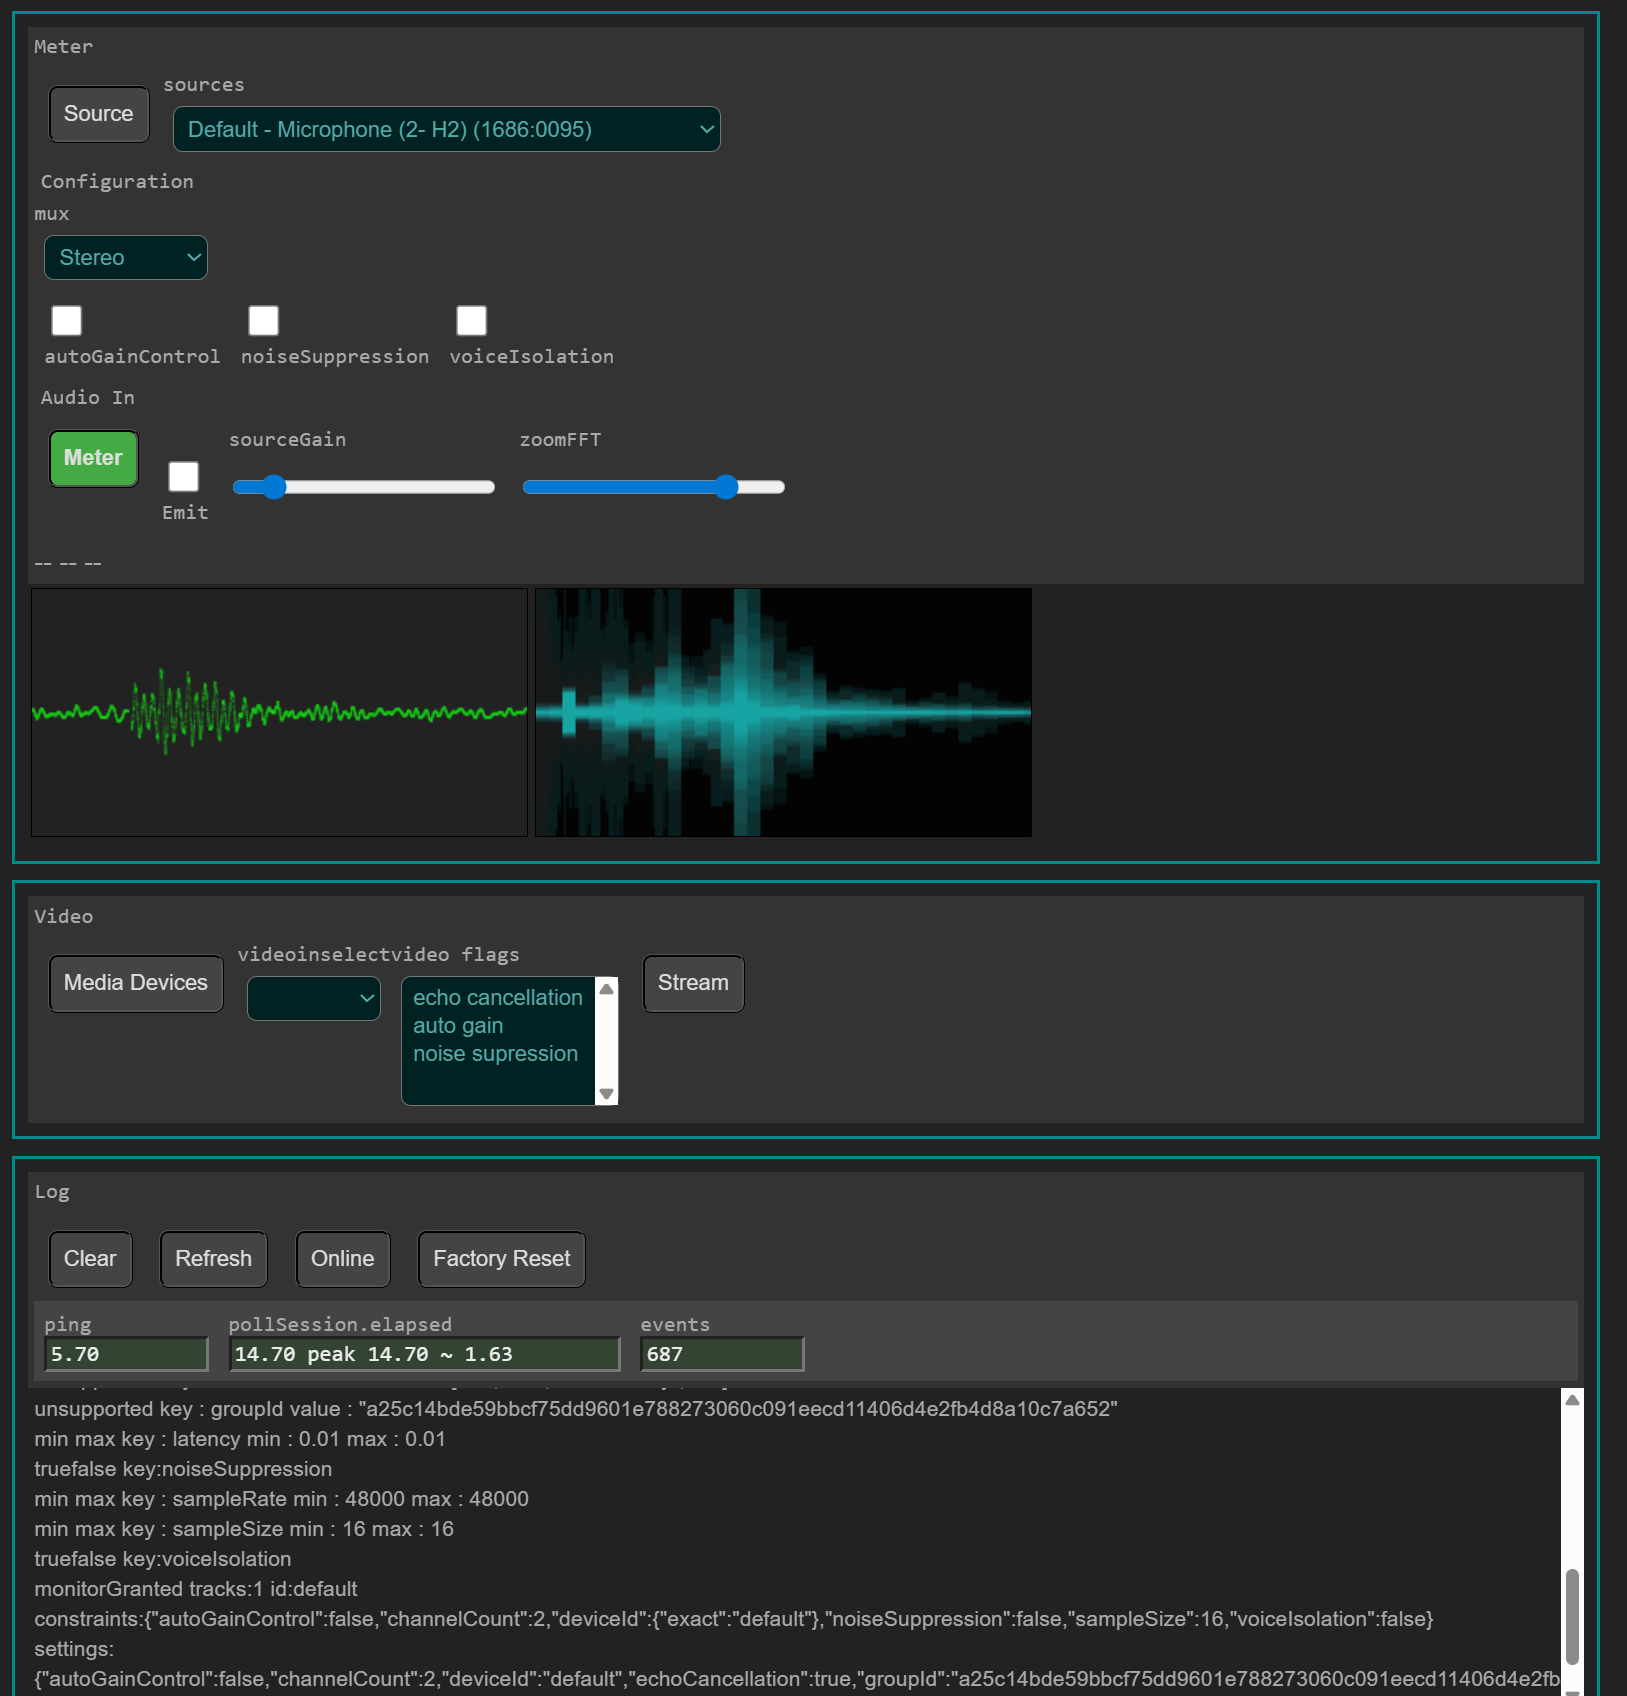 Meter
sources
Source
Default - Microphone (2- H2) (1686:0095)
Configuration
mux
Stereo
autoGainControl noiseSuppression voiceIsolation
Audio In
Meter
sourceGain zoomFFT
Emit
-- -- --
Video
videoinselectvideo flags
Media Devices
echo cancellation
auto gain
noise supression
Stream
Log
Clear Refresh Online Factory Reset
ping pollSession.elapsed events
5.70 14.70 peak 14.70 ~ 1.63 687
unsupported key : groupId value : "a25c14bde59bbcf75dd9601e788273060c091eecd11406d4e2fb4d8a10c7a652"
min max key : latency min : 0.01 max : 0.01
truefalse key:noiseSuppression
min max key : sampleRate min : 48000 max : 48000
min max key : sampleSize min : 16 max : 16
truefalse key:voiceIsolation
monitorGranted tracks:1 id:default
constraints:{"autoGainControl":false,"channelCount":2,"deviceId":{"exact":"default"},"noiseSuppression":false,"sampleSize":16,"voiceIsolation":false}
settings:
{"autoGainControl":false,"channelCount":2,"deviceId":"default","echoCancellation":true,"groupId":"a25c14bde59bbcf75dd9601e788273060c091eecd11406d4e2fb